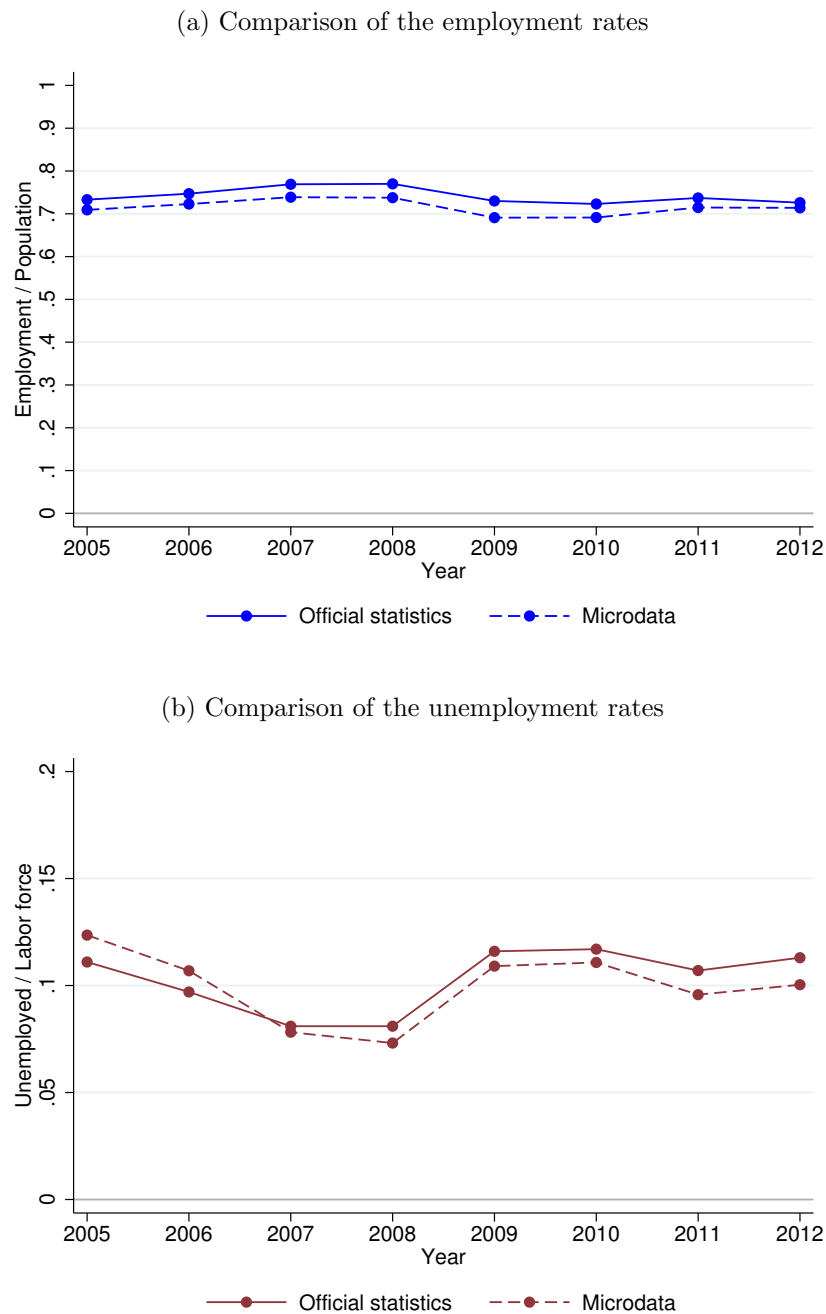 (a) Comparison of the employment rates
Employment / Population
1
.9
.8
.7
.6
.5
.4
.3
.2
.1
0
2005 2006 2007 2008 2009 2010 2011 2012
Year
Official statistics Microdata
(b) Comparison of the unemployment rates
Unemployed / Labor force
.2
.15
.1
.05
0
2005 2006 2007 2008 2009 2010 2011 2012
Year
Official statistics Microdata